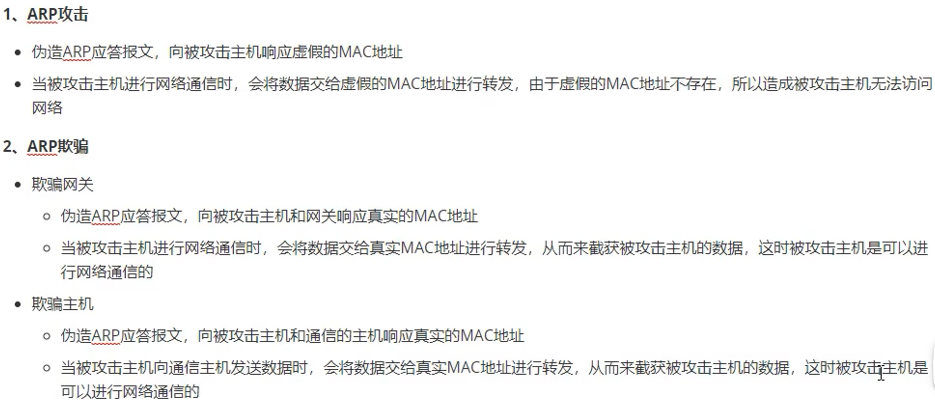 1、ARP攻击
伪造ARP应答报文，向被攻击主机响应虚假的MAC地址
当被攻击主机进行网络通信时，会将数据交给虚假的MAC地址进行转发，由于虚假的MAC地址不存在，所以造成被攻击主机无法访问
网络
2、ARP欺骗
欺骗网关
伪造ARP应答报文，向被攻击主机和网关响应真实的MAC地址
当被攻击主机进行网络通信时，会将数据交给真实MAC地址进行转发，从而来截获被攻击主机的数据，这时被攻击主机是可以进
行网络通信的
欺骗主机
伪造ARP应答报文，向被攻击主机和通信的主机响应真实的MAC地址
当被攻击主机向通信主机发送数据时，会将数据交给真实MAC地址进行转发，从而来截获被攻击主机的数据，这时被攻击主机是
可以进行网络通信的